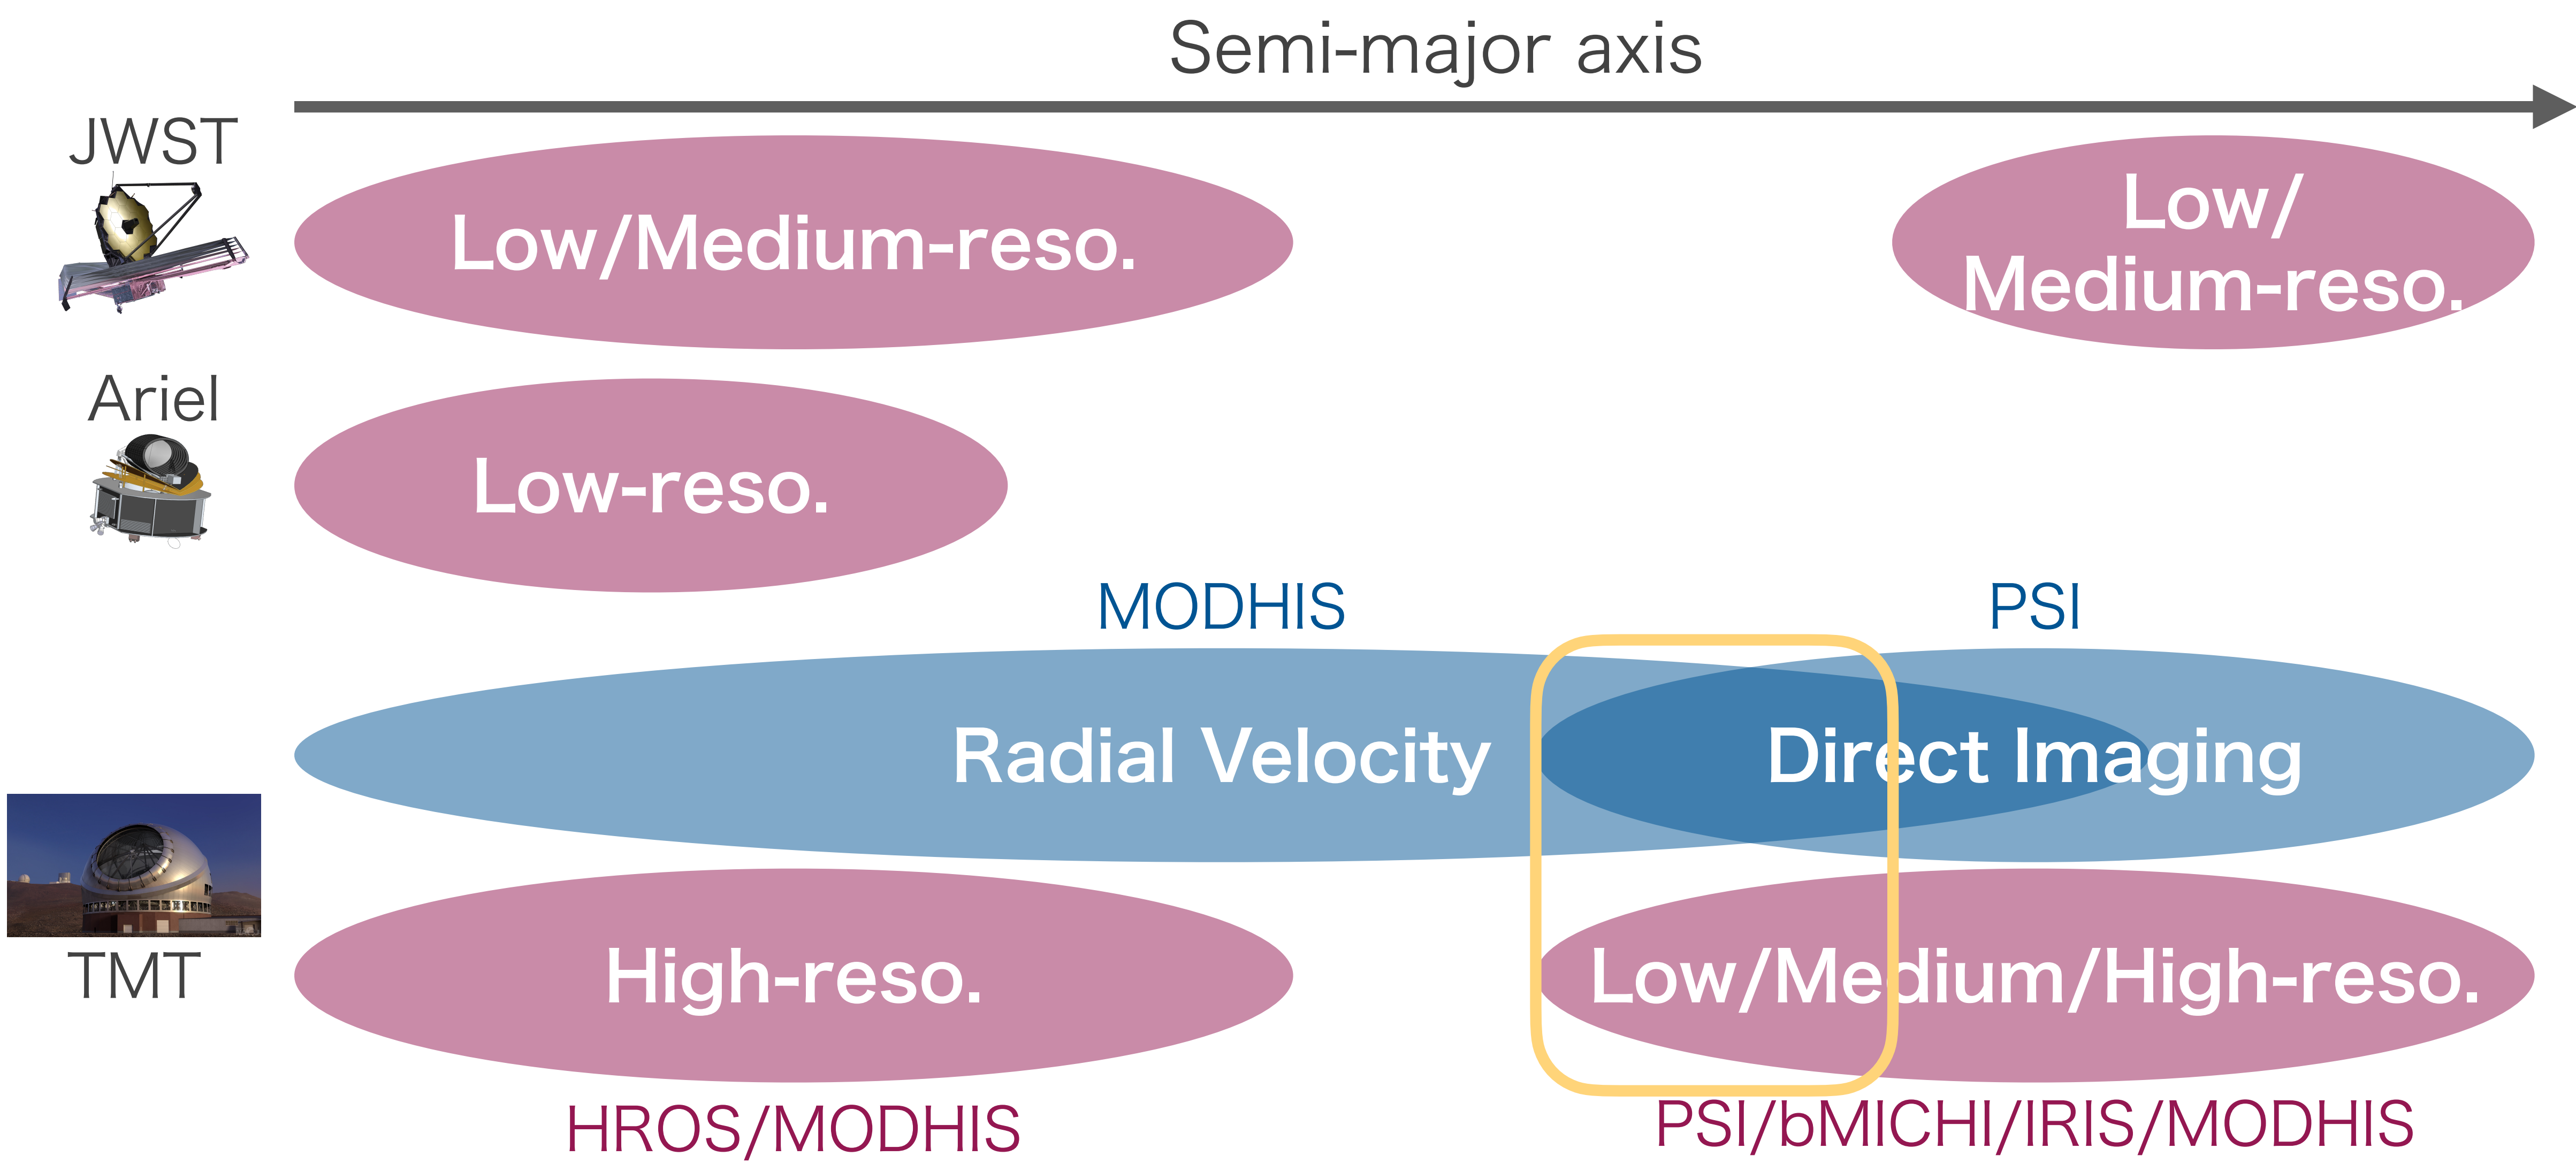 Semi-major axis
JWST
Low/Medium-reso.
Low/
Medium-reso.
Ariel
Low-reso.
MODHIS
PSI
Radial Velocity
Direct Imaging
TMT
High-reso.
Low/Medium/High-reso.
HROS/MODHIS
PSI/bMICHI/IRIS/MODHIS